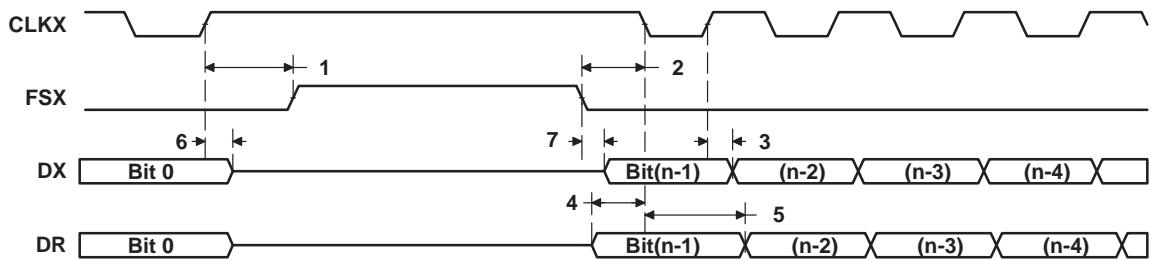 CLKX
1 2
FSX
6 7 3
DX Bit 0 Bit(n-1) (n-2) (n-3) (n-4)
4 5
DR Bit 0 Bit(n-1) (n-2) (n-3) (n-4)